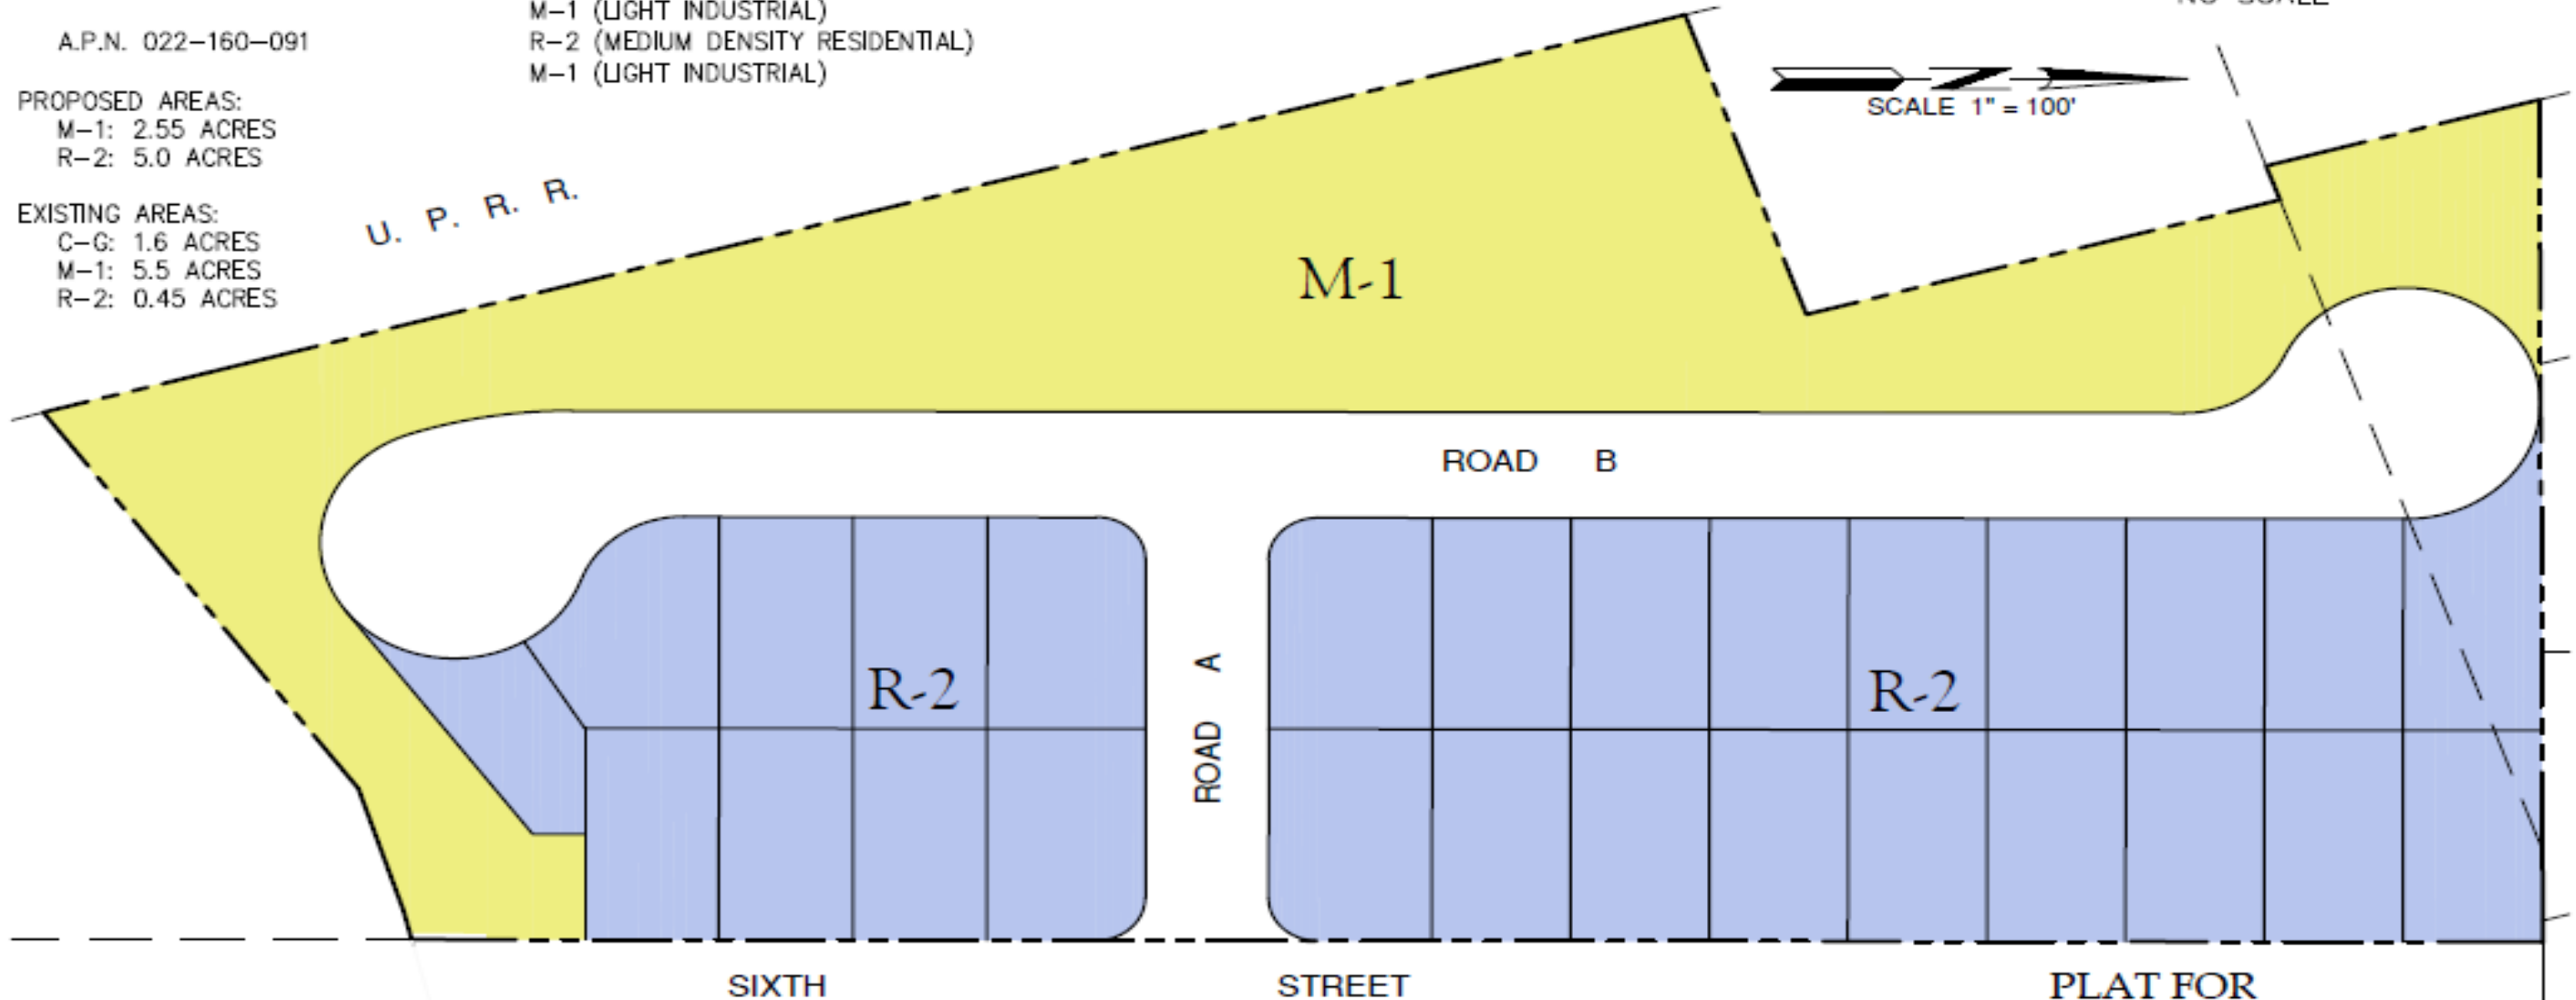 M-1 (LIGHT INDUSTRIAL)
A.P.N. 022-160-091
R-2 (MEDIUM DENSITY RESIDENTIAL)
M-1 (LIGHT INDUSTRIAL)
PROPOSED AREAS:
M-1: 2.55 ACRES
R-2: 5.0 ACRES
EXISTING AREAS:
C-G: 1.6 ACRES
M-1: 5.5 ACRES
R-2: 0.45 ACRES
U. P. R. R.
NO SCALE
N
SCALE 1" = 100'
M-1
ROAD B
R-2
ROAD A
R-2
SIXTH STREET
PLAT FOR